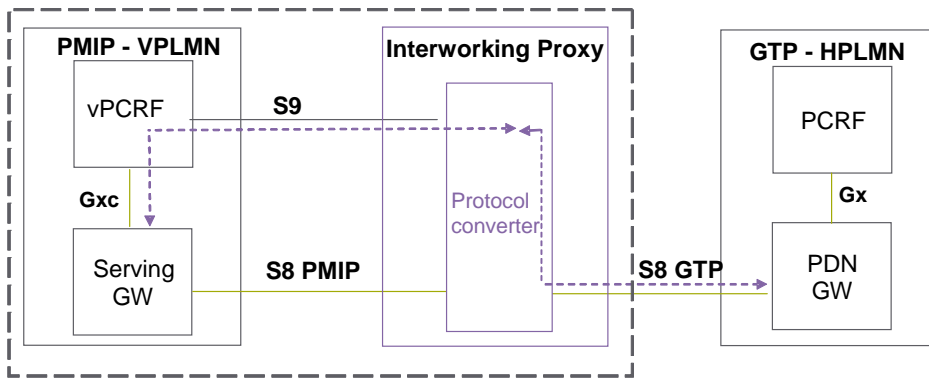 PMIP - VPLMN
Interworking Proxy
GTP - HPLMN
vPCRF
S9
PCRF
Gxc
Protocol
converter
Gx
Serving
GW
S8 PMIP
S8 GTP
PDN
GW